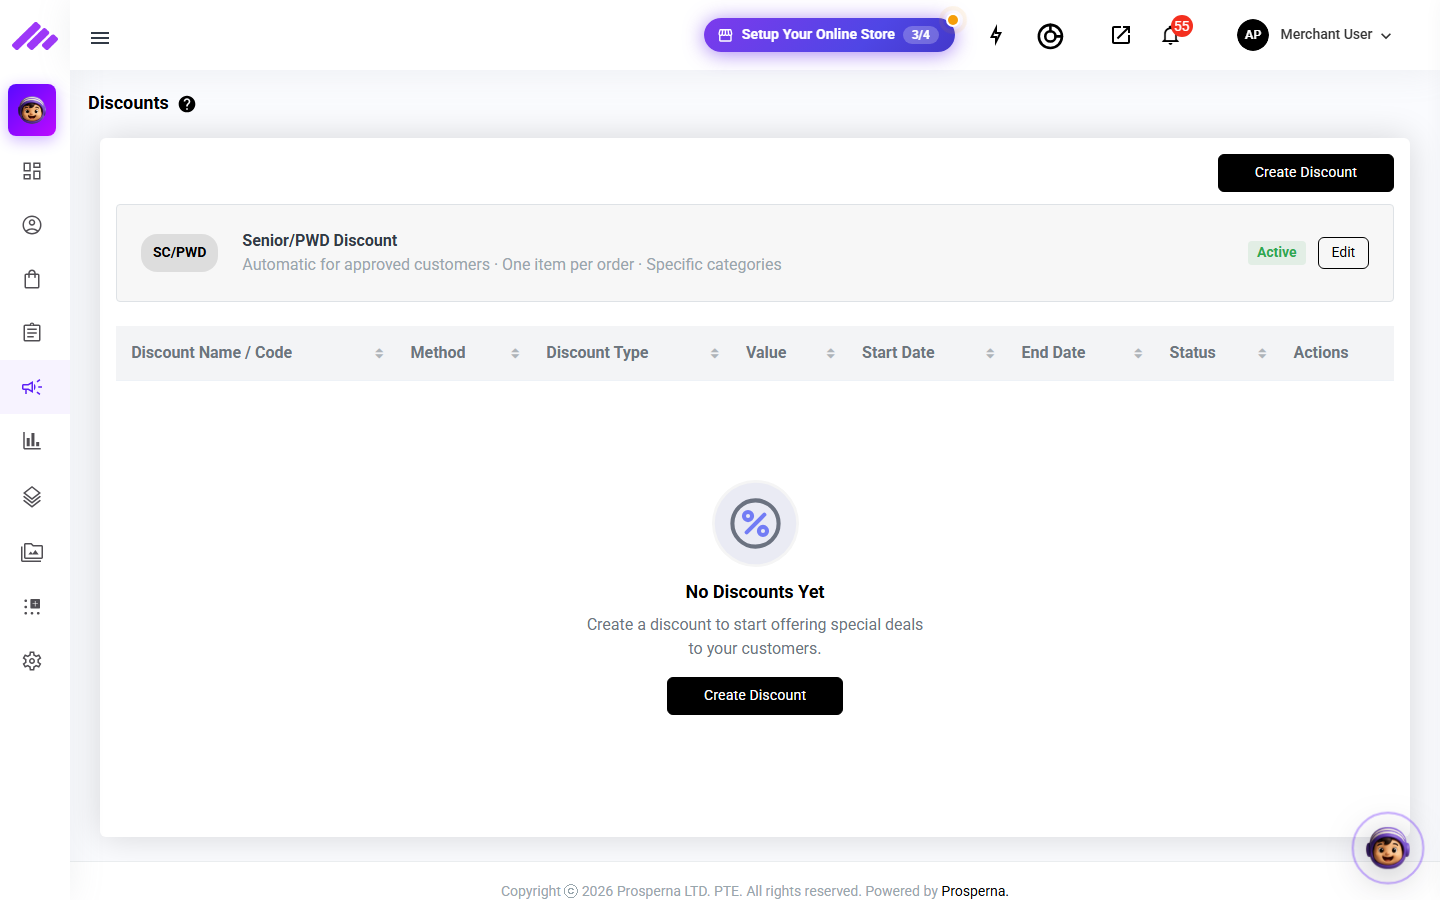 Setup Your Online Store 3/4
55
AP Merchant User
Discounts ?
Create Discount
SC/PWD
Senior/PWD Discount
Automatic for approved customers · One item per order · Specific categories
Active
Edit
Discount Name / Code Method Discount Type Value Start Date End Date Status Actions
No Discounts Yet
Create a discount to start offering special deals
to your customers.
Create Discount
Copyright © 2026 Prosperna LTD. PTE. All rights reserved. Powered by Prosperna.